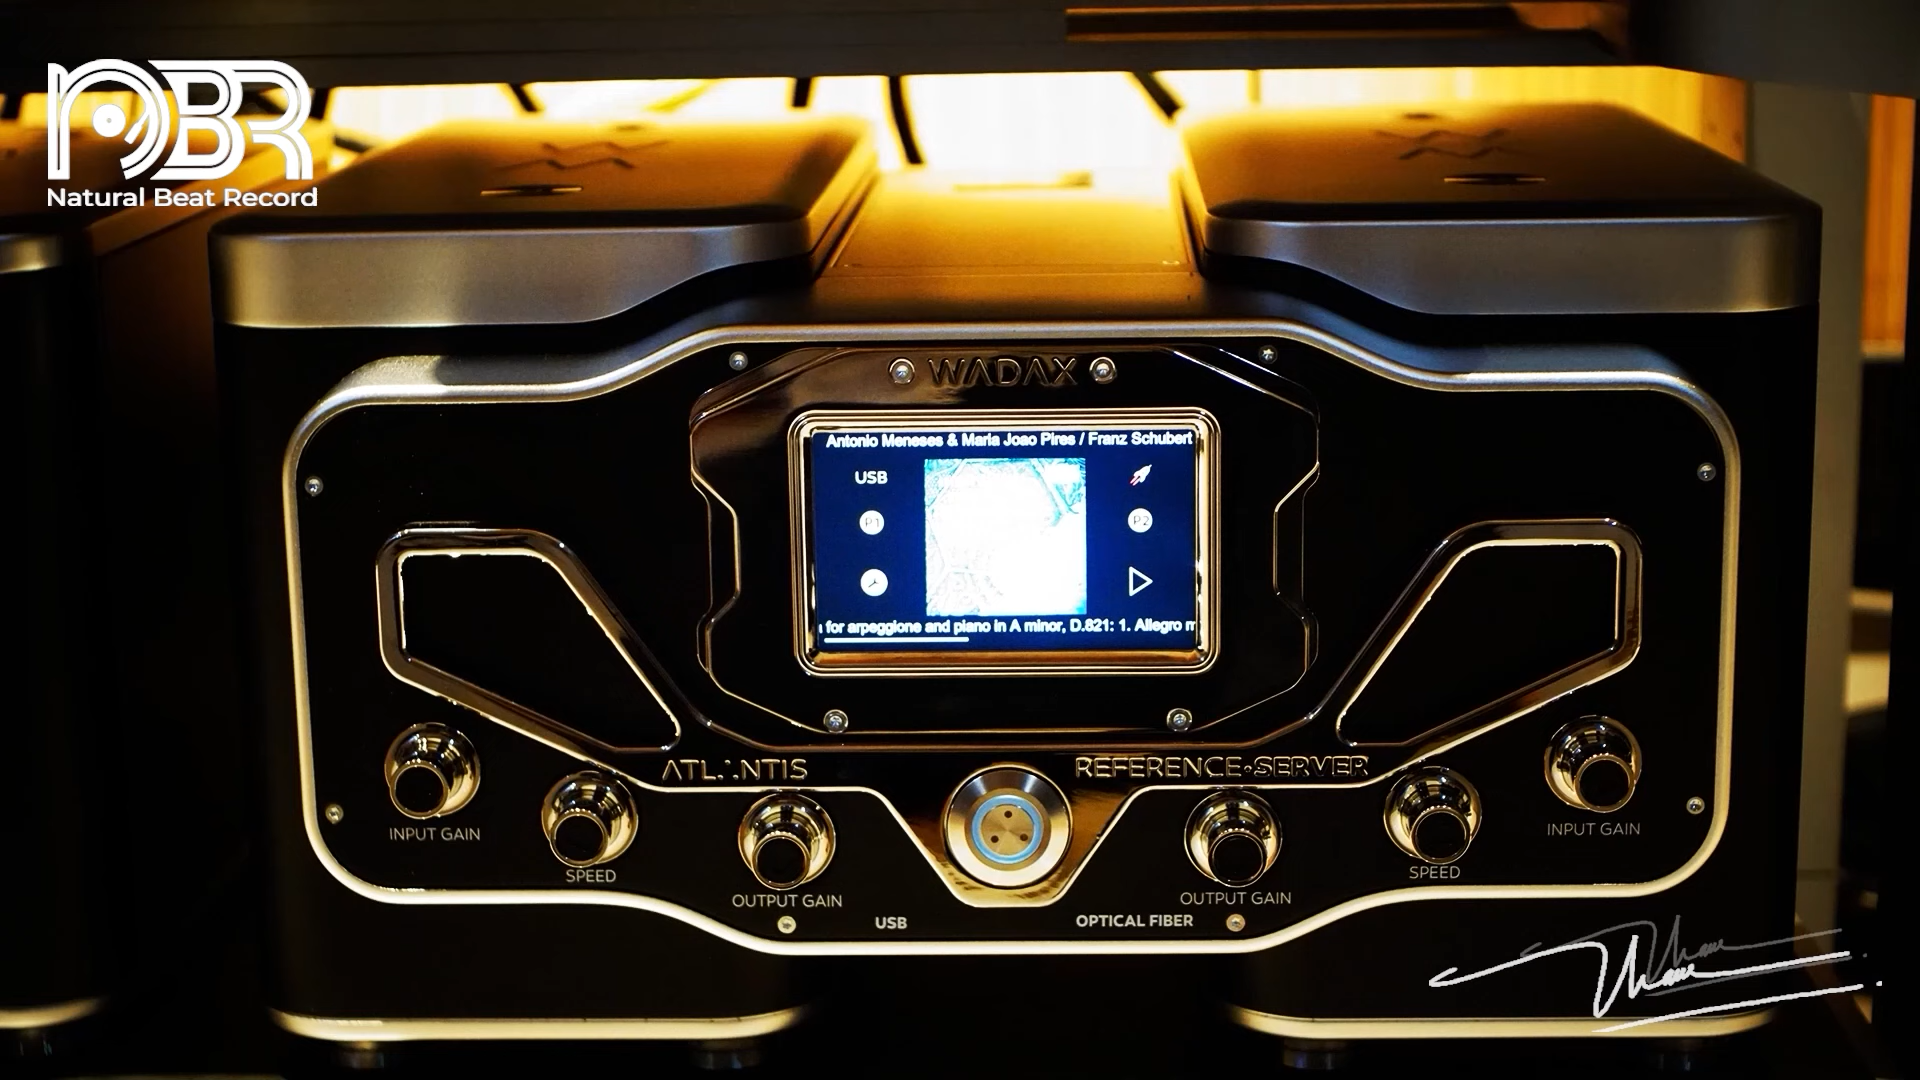 NBR
Natural Beat Record
WADAX
Antonio Meneses & Maria Joao Pires / Franz Schubert
USB
P1
P2
for arpeggione and piano in A minor, D.821: 1. Allegro m
ATLANTIS
REFERENCE·SERVER
INPUT GAIN
SPEED
OUTPUT GAIN
OUTPUT GAIN
SPEED
INPUT GAIN
USB
OPTICAL FIBER